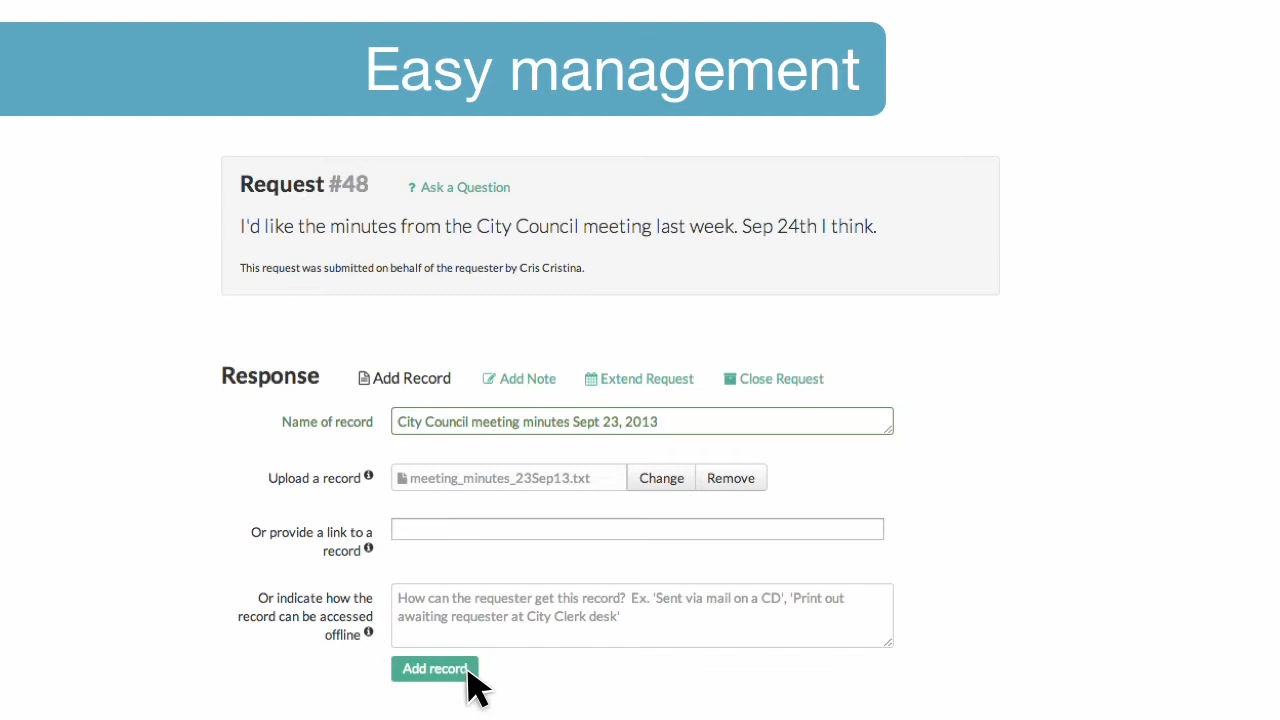 Easy management
Request #48 ? Ask a Question
I'd like the minutes from the City Council meeting last week. Sep 24th I think.
This request was submitted on behalf of the requester by Cris Cristina.
Response Add Record Add Note Extend Request Close Request
Name of record City Council meeting minutes Sept 23, 2013
Upload a record meeting_minutes_23Sep13.txt Change Remove
Or provide a link to a
record
Or indicate how the How can the requester get this record? Ex. 'Sent via mail on a CD', 'Print out
record can be accessed awaiting requester at City Clerk desk'
offline
Add record